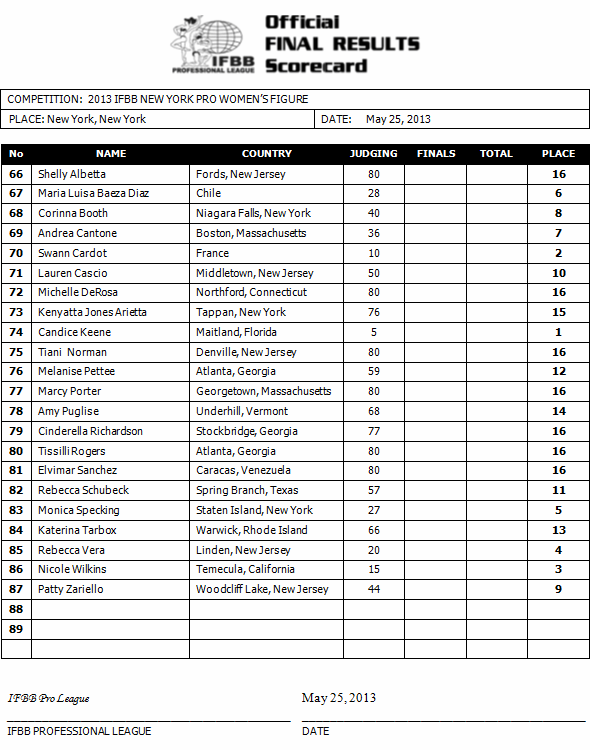 Official
FINAL RESULTS
Scorecard
IFBB
PROFESSIONAL LEAGUE
COMPETITION: 2013 IFBB NEW YORK PRO WOMEN'S FIGURE
PLACE: New York, New York DATE: May 25, 2013
No NAME COUNTRY JUDGING FINALS TOTAL PLACE
66 Shelly Albetta Fords, New Jersey 80 16
67 Maria Luisa Baeza Diaz Chile 28 6
68 Corinna Booth Niagara Falls, New York 40 8
69 Andrea Cantone Boston, Massachusetts 36 7
70 Swann Cardot France 10 2
71 Lauren Cascio Middletown, New Jersey 50 10
72 Michelle DeRosa Northford, Connecticut 80 16
73 Kenyatta Jones Arietta Tappan, New York 76 15
74 Candice Keene Maitland, Florida 5 1
75 Tiani Norman Denville, New Jersey 80 16
76 Melanise Pettee Atlanta, Georgia 59 12
77 Marcy Porter Georgetown, Massachusetts 80 16
78 Amy Puglise Underhill, Vermont 68 14
79 Cinderella Richardson Stockbridge, Georgia 77 16
80 Tissilli Rogers Atlanta, Georgia 80 16
81 Elvimar Sanchez Caracas, Venezuela 80 16
82 Rebecca Schubeck Spring Branch, Texas 57 11
83 Monica Specking Staten Island, New York 27 5
84 Katerina Tarbox Warwick, Rhode Island 66 13
85 Rebecca Vera Linden, New Jersey 20 4
86 Nicole Wilkins Temecula, California 15 3
87 Patty Zariello Woodcliff Lake, New Jersey 44 9
88
89
IFBB Pro League May 25, 2013
IFBB PROFESSIONAL LEAGUE DATE